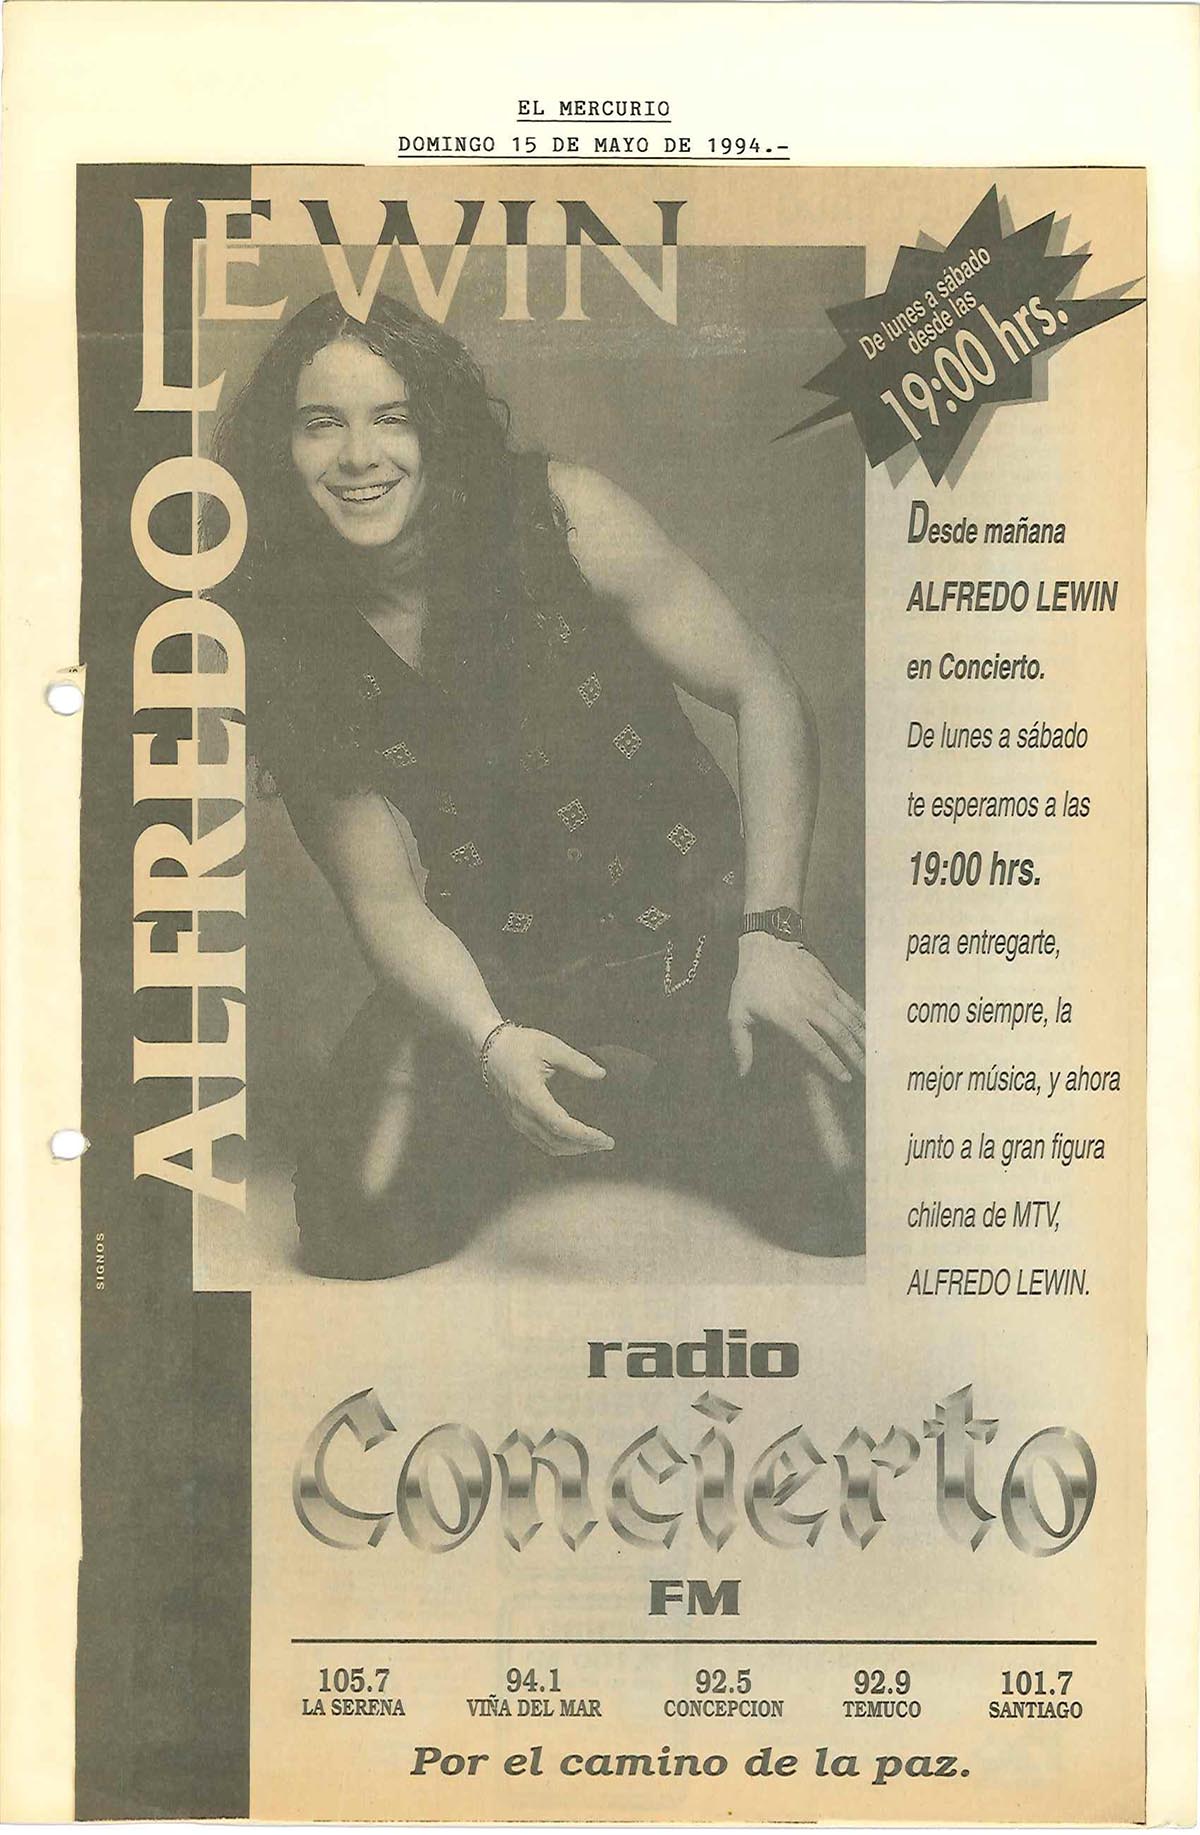 EL MERCURIO
DOMINGO 15 DE MAYO DE 1994.-
ALFREDO
LEWIN
De lunes a sábado
desde las
19:00 hrs.
Desde mañana
ALFREDO LEWIN
en Concierto.
De lunes a sábado
te esperamos a las
19:00 hrs.
para entregarte,
como siempre, la
mejor música, y ahora
junto a la gran figura
chilena de MTV,
ALFREDO LEWIN.
SIGNOS
radio
Concierto
FM
105.7 94.1 92.5 92.9 101.7
LA SERENA VIÑA DEL MAR CONCEPCION TEMUCO SANTIAGO
Por el camino de la paz.